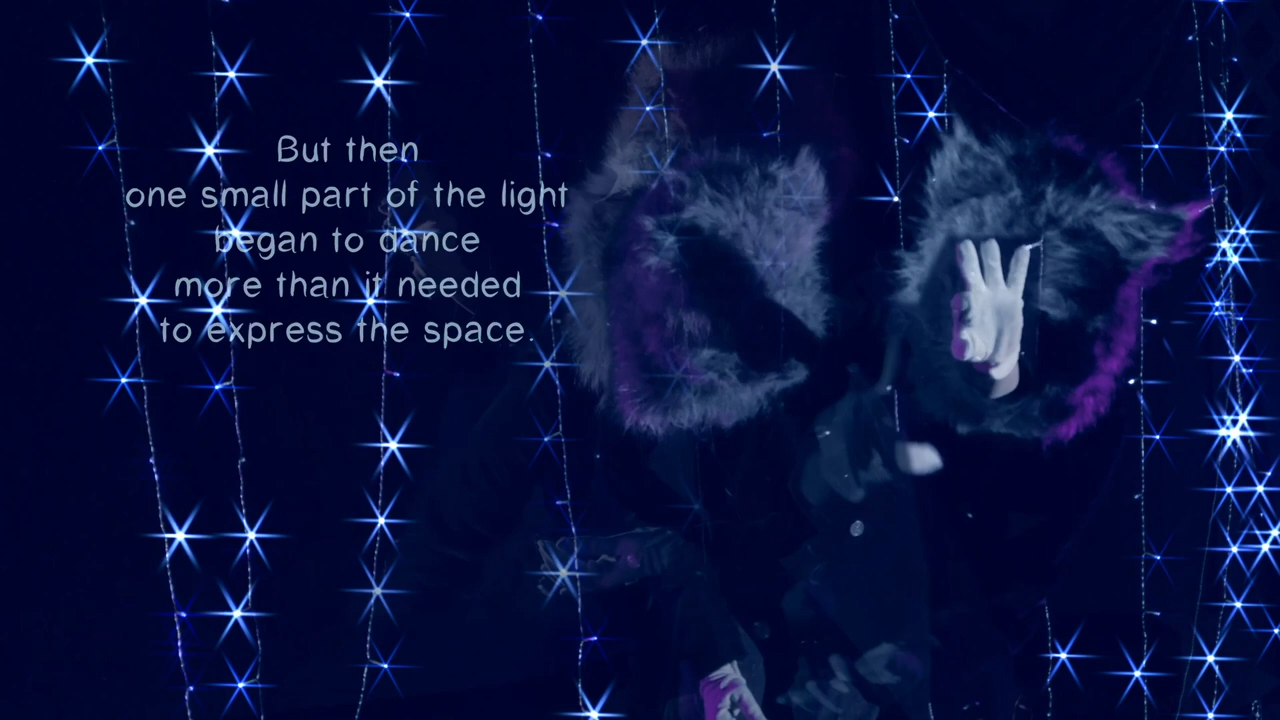 But then
one small part of the light
began to dance
more than it needed
to express the space.